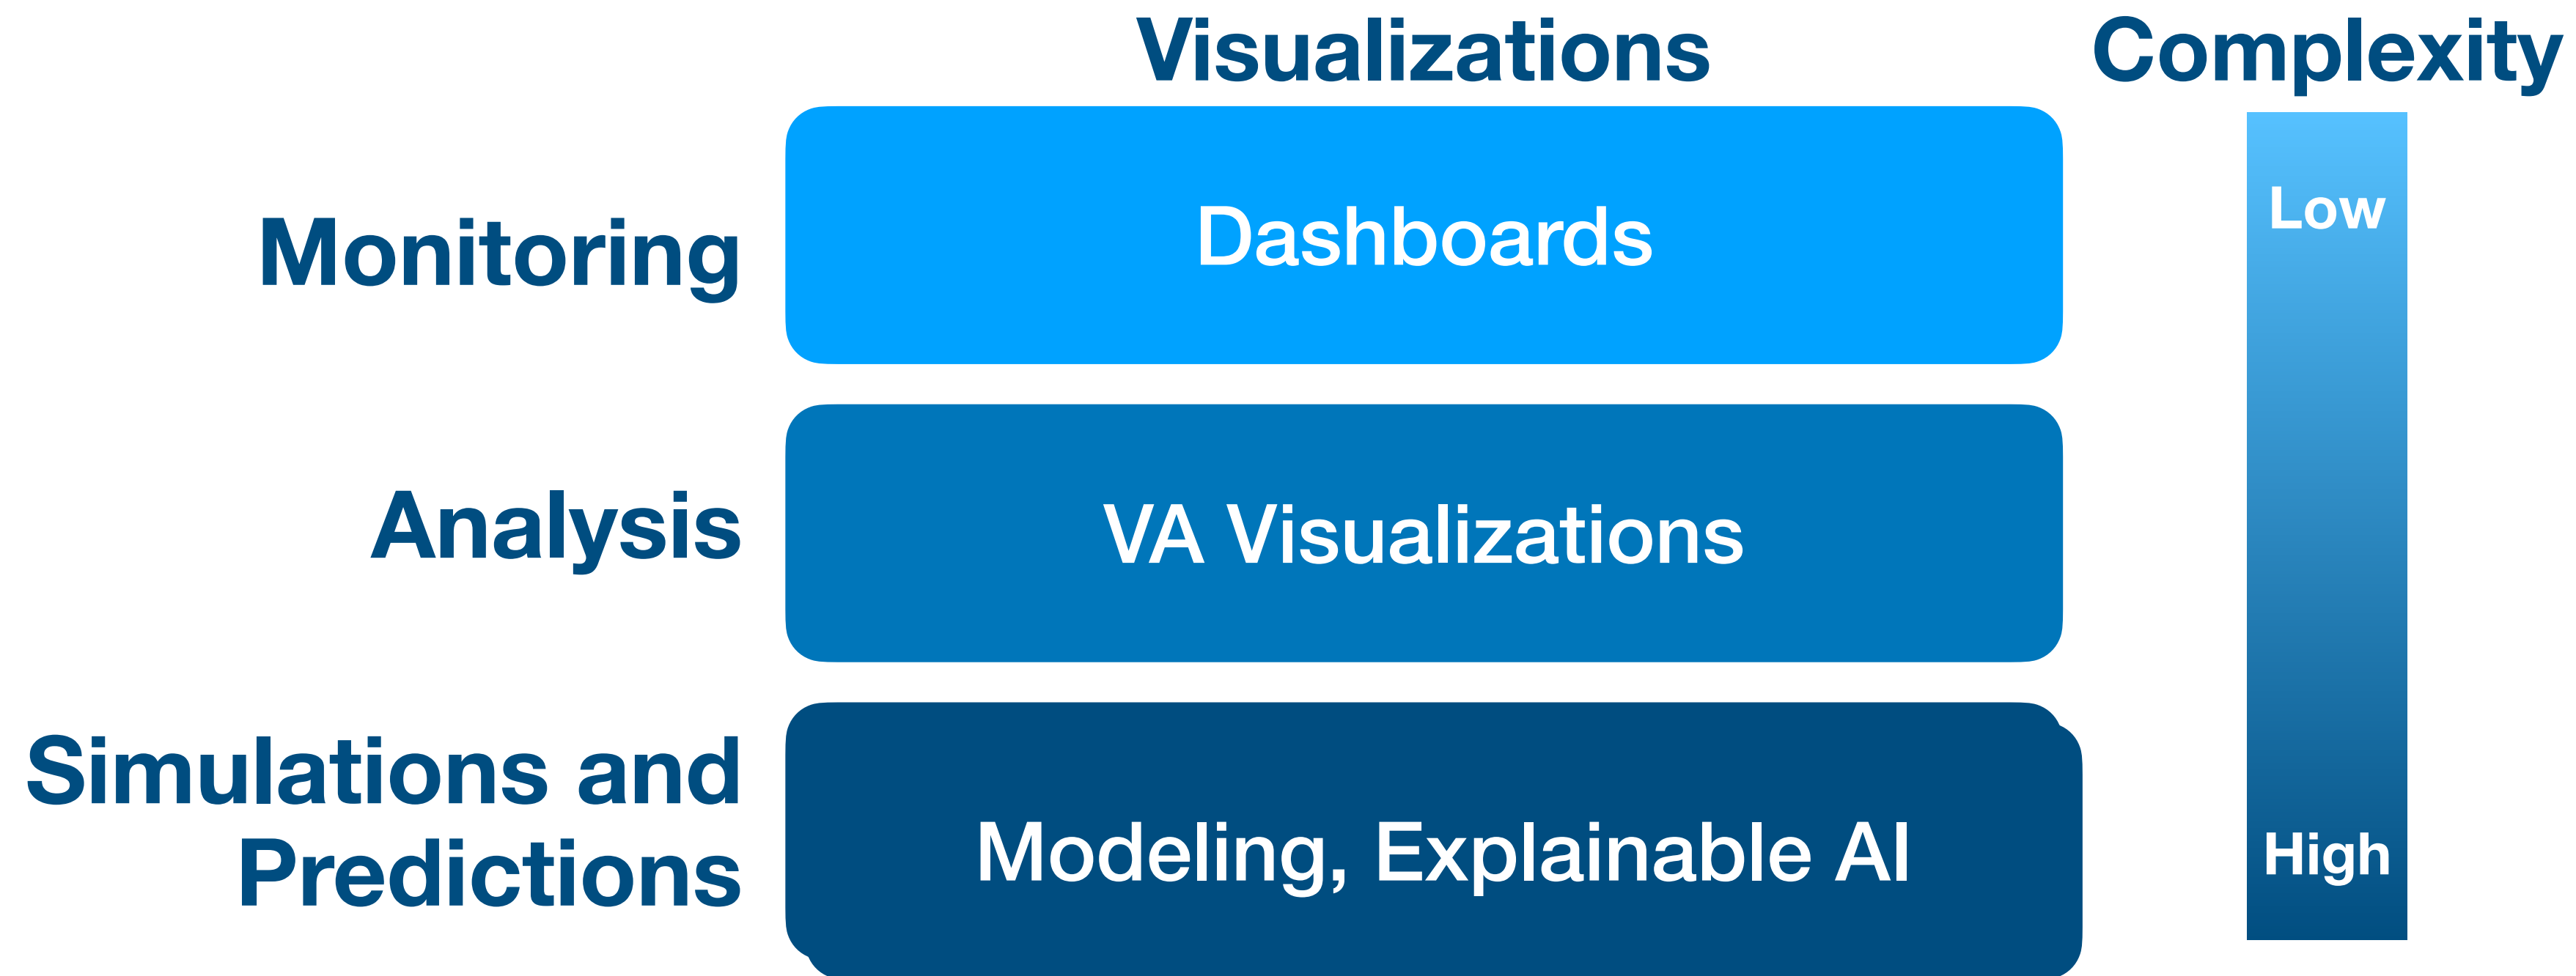 Visualizations
Complexity
Monitoring
Dashboards
Low
Analysis
VA Visualizations
Simulations and
Predictions
Modeling, Explainable AI
High